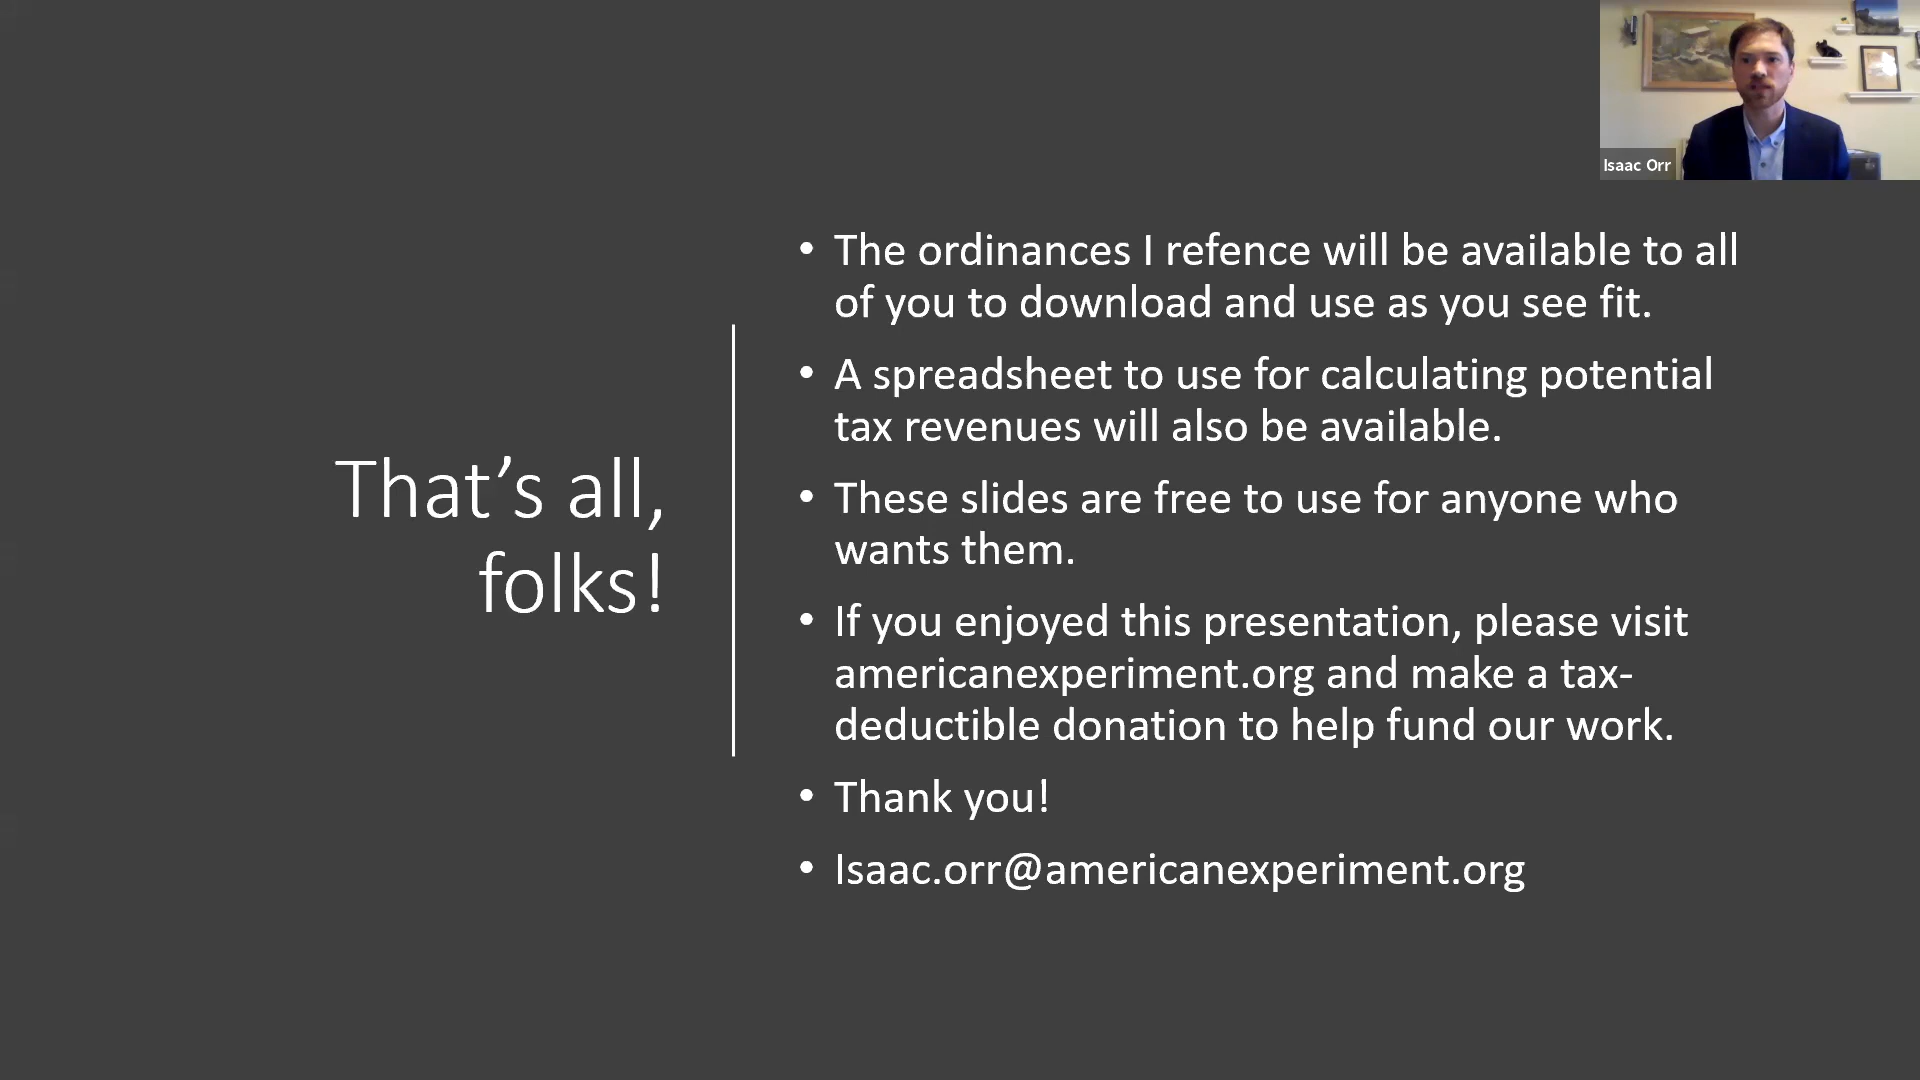 Isaac Orr
That’s all,
folks!
• The ordinances I refence will be available to all
of you to download and use as you see fit.
• A spreadsheet to use for calculating potential
tax revenues will also be available.
• These slides are free to use for anyone who
wants them.
• If you enjoyed this presentation, please visit
americanexperiment.org and make a tax-
deductible donation to help fund our work.
• Thank you!
• Isaac.orr@americanexperiment.org